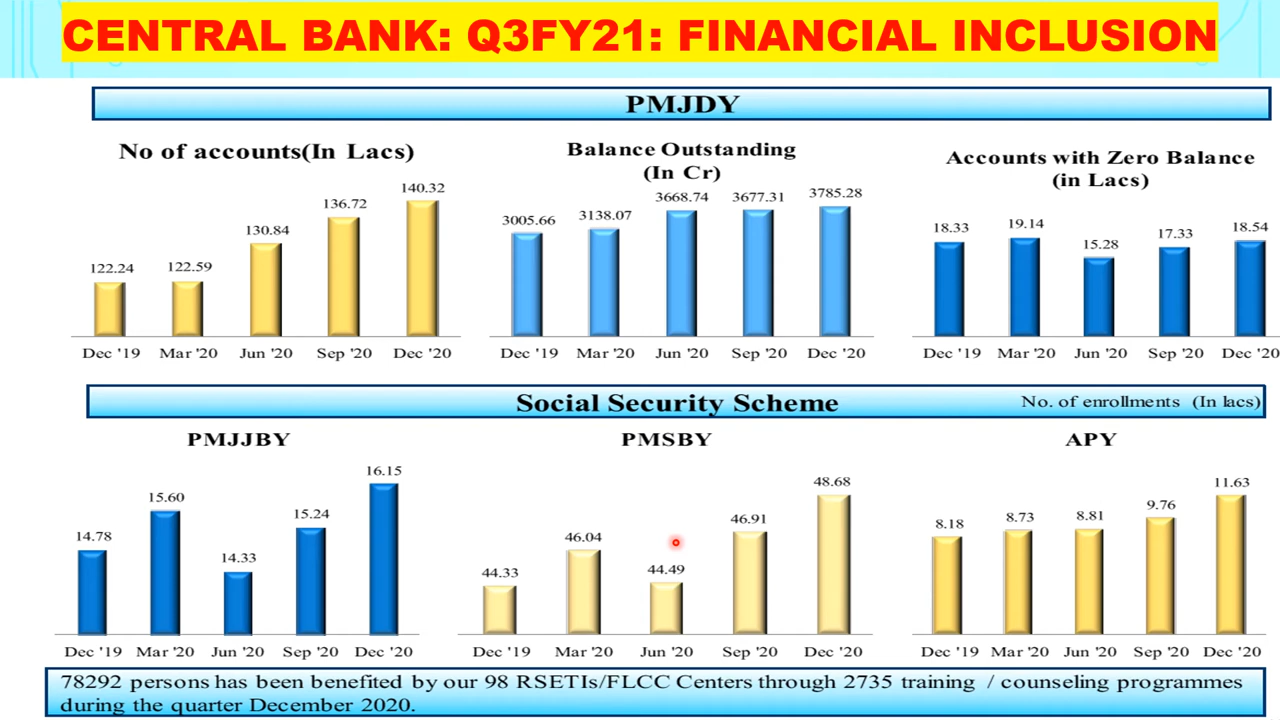 CENTRAL BANK: Q3FY21: FINANCIAL INCLUSION
PMJDY
No of accounts(In Lacs)
122.24
122.59
130.84
136.72
140.32
Dec '19
Mar '20
Jun '20
Sep '20
Dec '20
Balance Outstanding
(In Cr)
3005.66
3138.07
3668.74
3677.31
3785.28
Dec '19
Mar '20
Jun '20
Sep '20
Dec '20
Accounts with Zero Balance
(in Lacs)
18.33
19.14
15.28
17.33
18.54
Dec '19
Mar '20
Jun '20
Sep '20
Dec '20
Social Security Scheme
No. of enrollments (In lacs)
PMJJBY
14.78
15.60
14.33
15.24
16.15
Dec '19
Mar '20
Jun '20
Sep '20
Dec '20
PMSBY
44.33
46.04
44.49
46.91
48.68
Dec '19
Mar '20
Jun '20
Sep '20
Dec '20
APY
8.18
8.73
8.81
9.76
11.63
Dec '19
Mar '20
Jun '20
Sep '20
Dec '20
78292 persons has been benefited by our 98 RSETIs/FLCC Centers through 2735 training / counseling programmes
during the quarter December 2020.